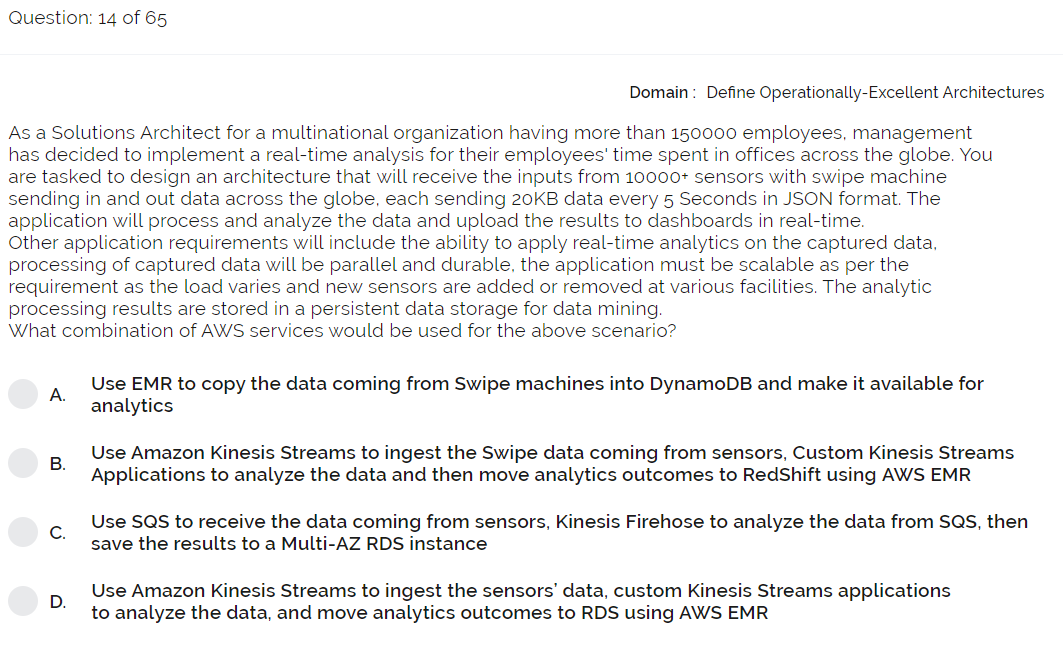 Question: 14 of 65
Domain : Define Operationally-Excellent Architectures
As a Solutions Architect for a multinational organization having more than 150000 employees, management
has decided to implement a real-time analysis for their employees' time spent in offices across the globe. You
are tasked to design an architecture that will receive the inputs from 10000+ sensors with swipe machine
sending in and out data across the globe, each sending 20KB data every 5 Seconds in JSON format. The
application will process and analyze the data and upload the results to dashboards in real-time.
Other application requirements will include the ability to apply real-time analytics on the captured data,
processing of captured data will be parallel and durable, the application must be scalable as per the
requirement as the load varies and new sensors are added or removed at various facilities. The analytic
processing results are stored in a persistent data storage for data mining.
What combination of AWS services would be used for the above scenario?
A. Use EMR to copy the data coming from Swipe machines into DynamoDB and make it available for
analytics
B. Use Amazon Kinesis Streams to ingest the Swipe data coming from sensors, Custom Kinesis Streams
Applications to analyze the data and then move analytics outcomes to RedShift using AWS EMR
C. Use SQS to receive the data coming from sensors, Kinesis Firehose to analyze the data from SQS, then
save the results to a Multi-AZ RDS instance
D. Use Amazon Kinesis Streams to ingest the sensors' data, custom Kinesis Streams applications
to analyze the data, and move analytics outcomes to RDS using AWS EMR